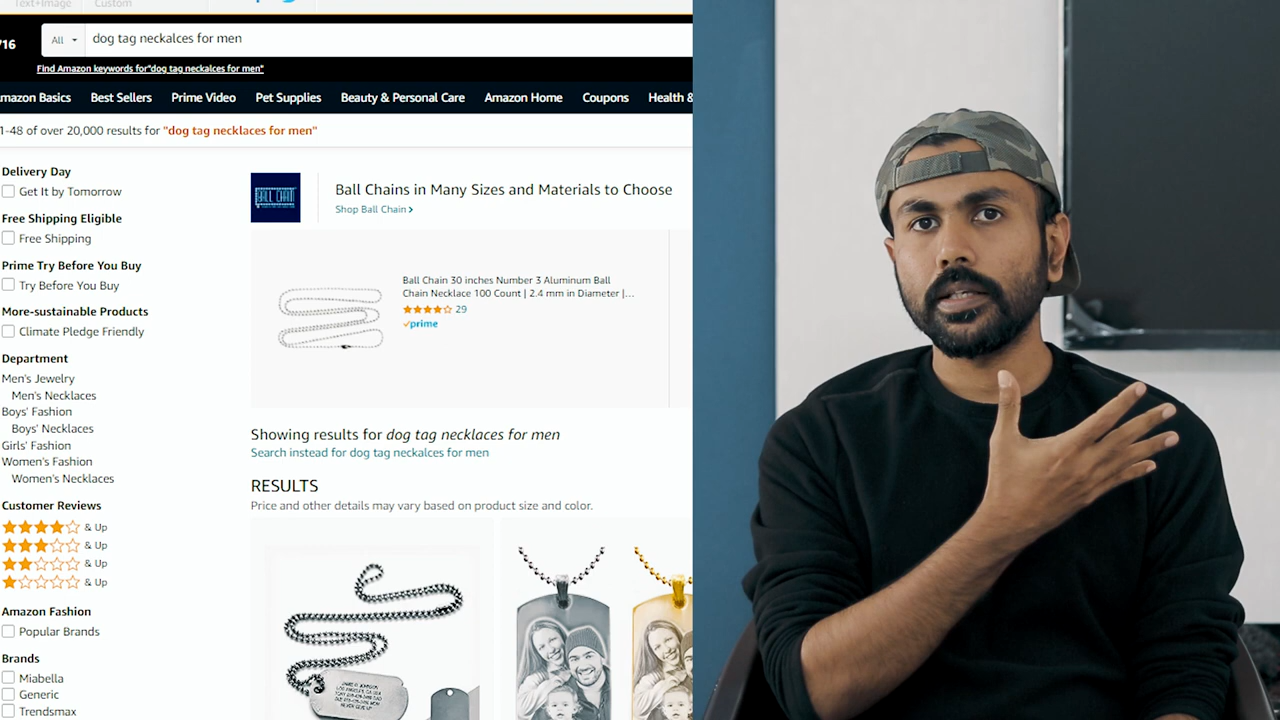 Text+Image Custom
716 All dog tag neckalces for men
Find Amazon keywords for"dog tag neckalces for men"
mazon Basics Best Sellers Prime Video Pet Supplies Beauty & Personal Care Amazon Home Coupons Health &
1-48 of over 20,000 results for "dog tag necklaces for men"
Delivery Day
Get It by Tomorrow
Free Shipping Eligible
Free Shipping
Prime Try Before You Buy
Try Before You Buy
More-sustainable Products
Climate Pledge Friendly
Department
Men's Jewelry
Men's Necklaces
Boys' Fashion
Boys' Necklaces
Girls' Fashion
Women's Fashion
Women's Necklaces
Customer Reviews
& Up
& Up
& Up
& Up
Amazon Fashion
Popular Brands
Brands
Miabella
Generic
Trendsmax
BALL CHAIN
Ball Chains in Many Sizes and Materials to Choose
Shop Ball Chain
Ball Chain 30 inches Number 3 Aluminum Ball
Chain Necklace 100 Count | 2.4 mm in Diameter |...
29
prime
Showing results for dog tag necklaces for men
Search instead for dog tag neckalces for men
RESULTS
Price and other details may vary based on product size and color.